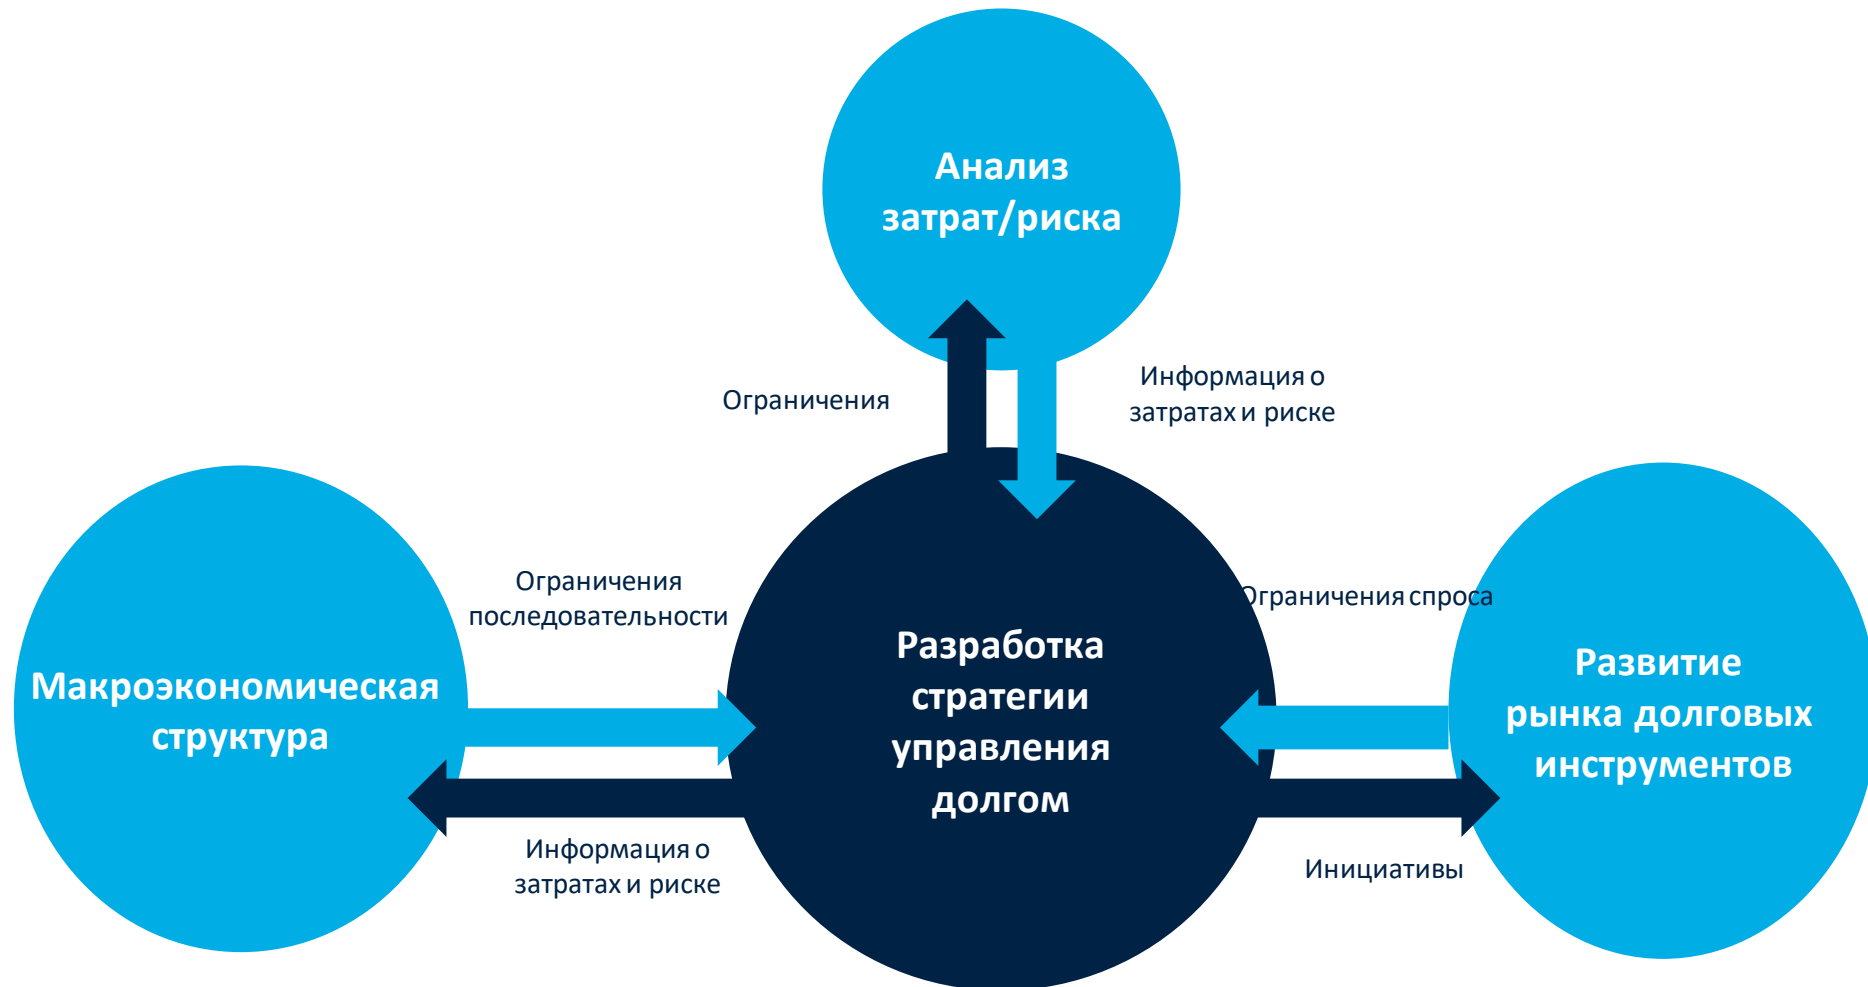 Анализ
затрат/риска
Ограничения
Информация о
затратах и риске
Ограничения
последовательности
Ограничения спроса
Макроэкономическая
структура
Разработка
стратегии
управления
долгом
Развитие
рынка долговых
инструментов
Информация о
затратах и риске
Инициативы